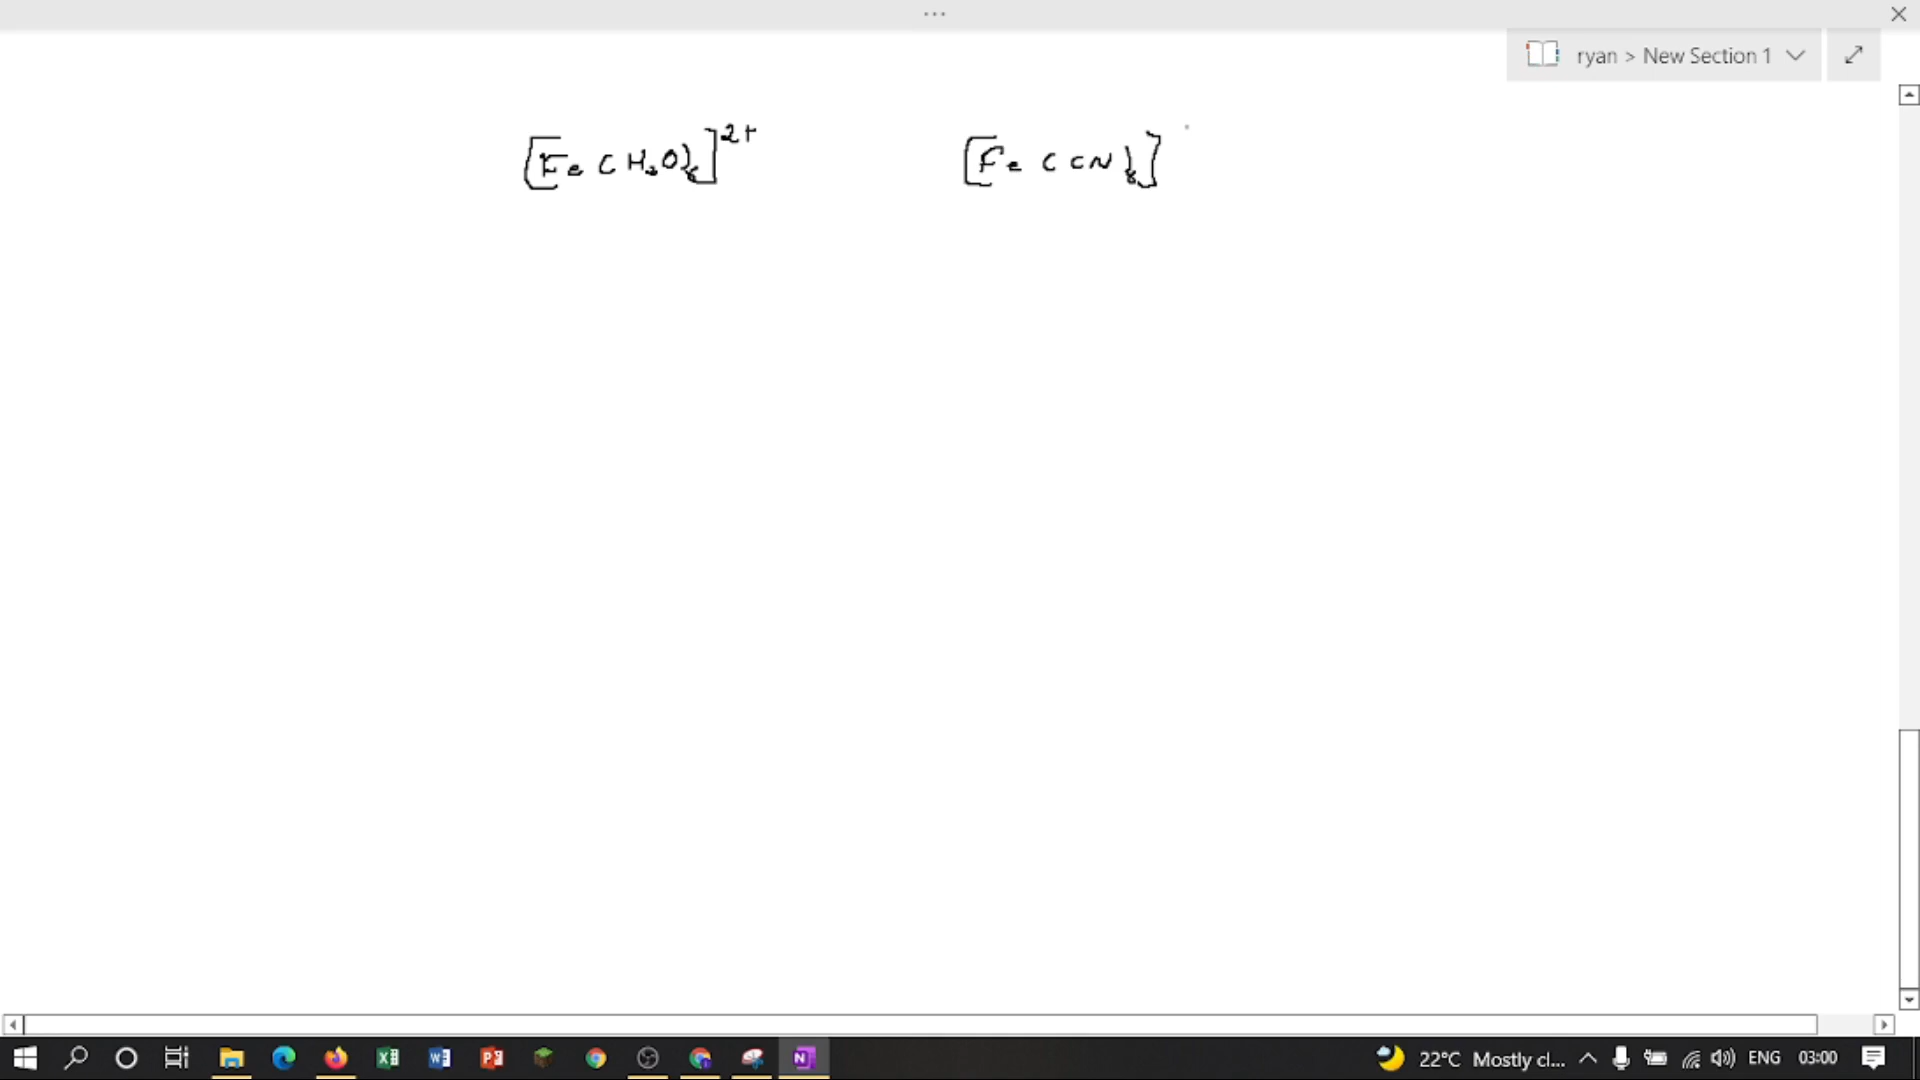 ...
ryan > New Section 1
[Fe(H₂O)₆]²⁺ [Fe(CN)₆]
22°C Mostly cl... ENG 03:00